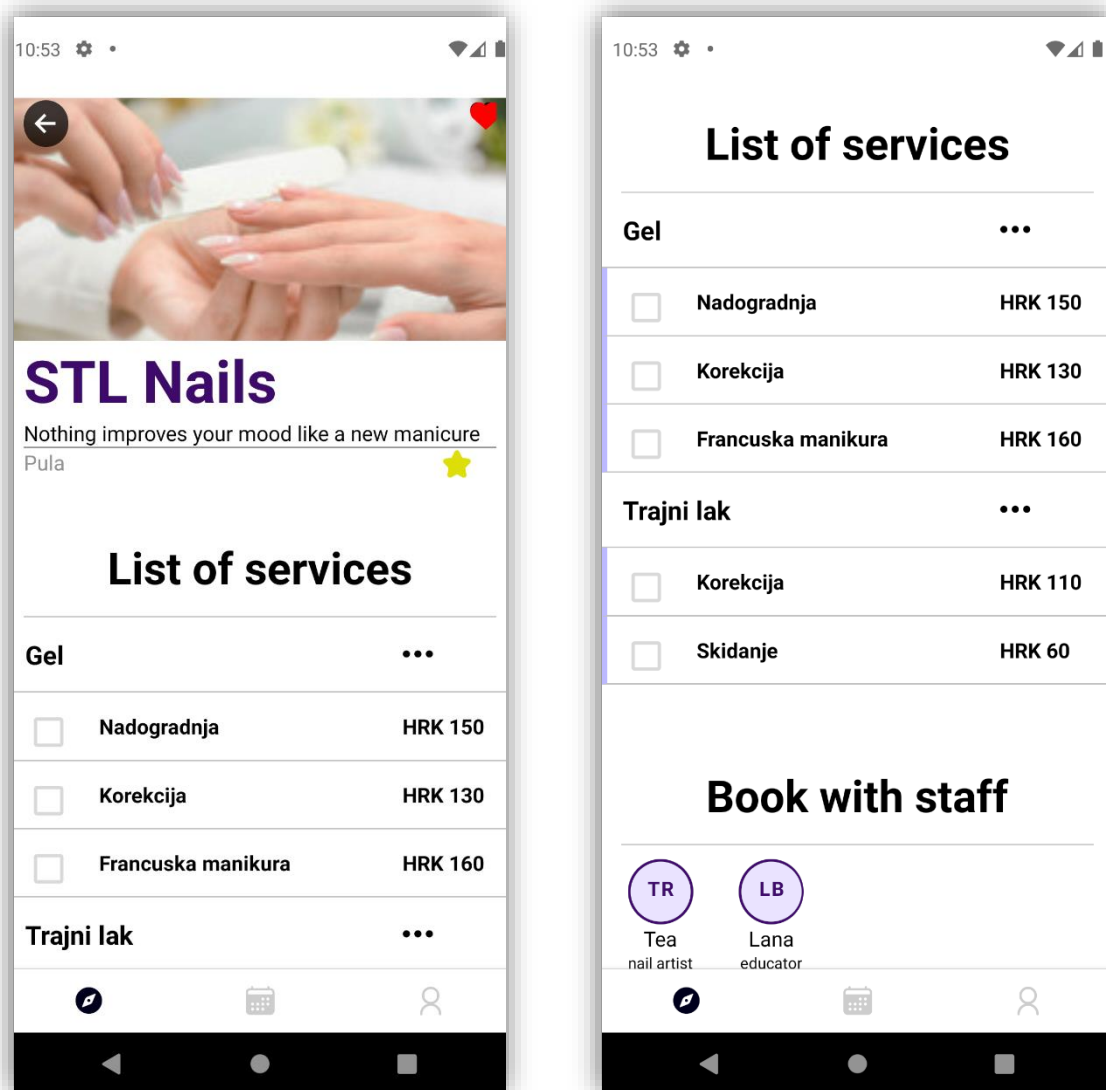 10:53
STL Nails
Nothing improves your mood like a new manicure
Pula
List of services
Gel
Nadogradnja HRK 150
Korekcija HRK 130
Francuska manikura HRK 160
Trajni lak
10:53
List of services
Gel
Nadogradnja HRK 150
Korekcija HRK 130
Francuska manikura HRK 160
Trajni lak
Korekcija HRK 110
Skidanje HRK 60
Book with staff
TR LB
Tea Lana
nail artist educator